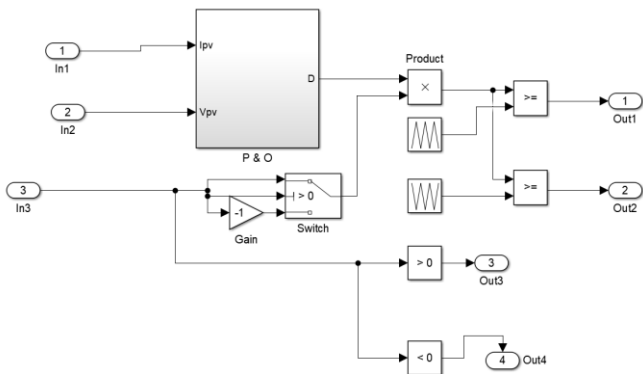 1
In1
Ipv
2
In2
Vpv
D
P & O
Product
×
>=
1
Out1
>=
2
Out2
3
In3
-1
Gain
> 0
Switch
> 0
3
Out3
< 0
4
Out4